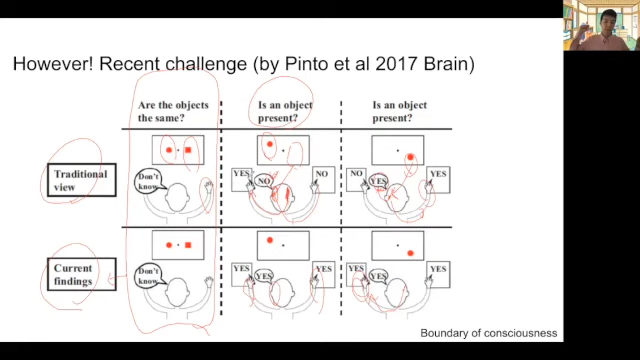 However! Recent challenge (by Pinto et al 2017 Brain)
Are the objects the same?
Is an object present?
Is an object present?
Traditional view
Don't know
YES
NO
NO
NO
YES
YES
Current findings
Don't know
YES
YES
YES
YES
YES
YES
Boundary of consciousness